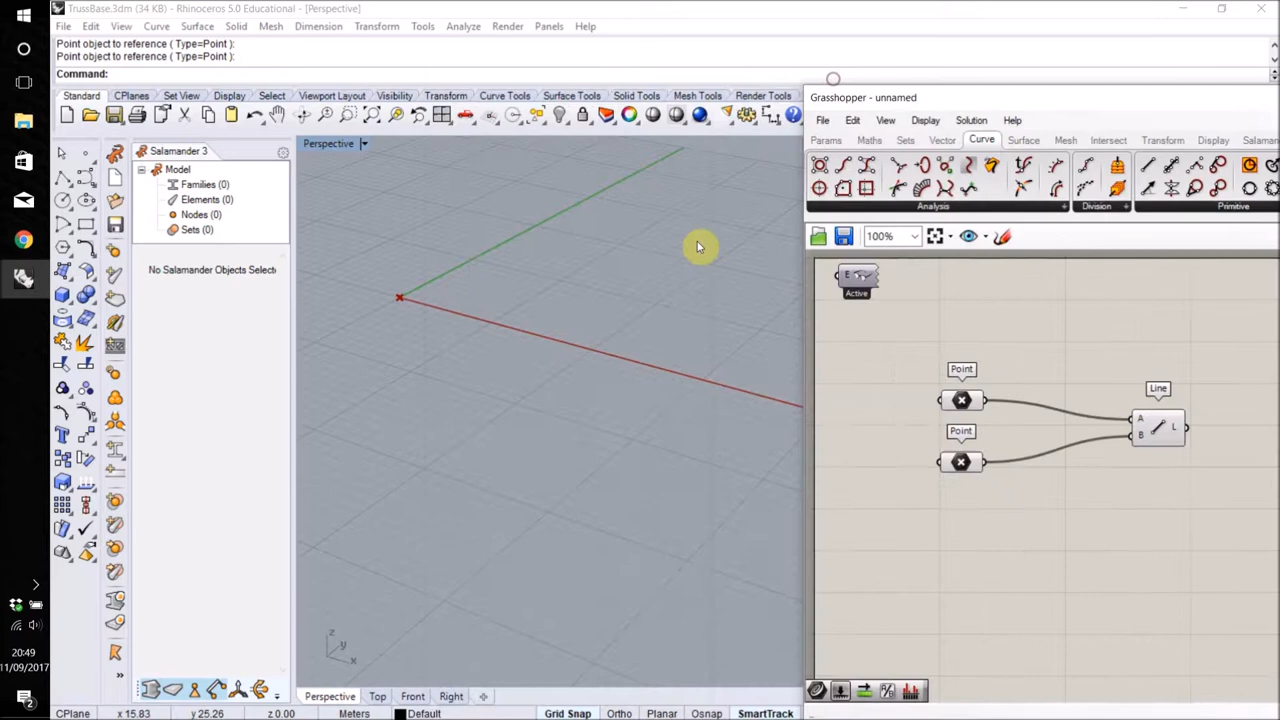 TrussBase.3dm (34 KB) - Rhinoceros 5.0 Educational - [Perspective]
File Edit View Curve Surface Solid Mesh Dimension Transform Tools Analyze Render Panels Help
Point object to reference ( Type=Point ):
Point object to reference ( Type=Point ):
Command:
Standard CPlanes Set View Display Select Viewport Layout Visibility Transform Curve Tools Surface Tools Solid Tools Mesh Tools Render Tools
Grasshopper - unnamed
File Edit View Display Solution Help
Params Maths Sets Vector Curve Surface Mesh Intersect Transform Display Salaman
Analysis Division Primitive
100%
Perspective
Salamander 3
Model
Families (0)
Elements (0)
Nodes (0)
Sets (0)
No Salamander Objects Selecte
E
Active
Point
Point
Line
A
B
L
z
y
x
Perspective Top Front Right
CPlane x 15.83 y 25.26 z 0.00 Meters Default Grid Snap Ortho Planar Osnap SmartTrack
20:49
11/09/2017
2